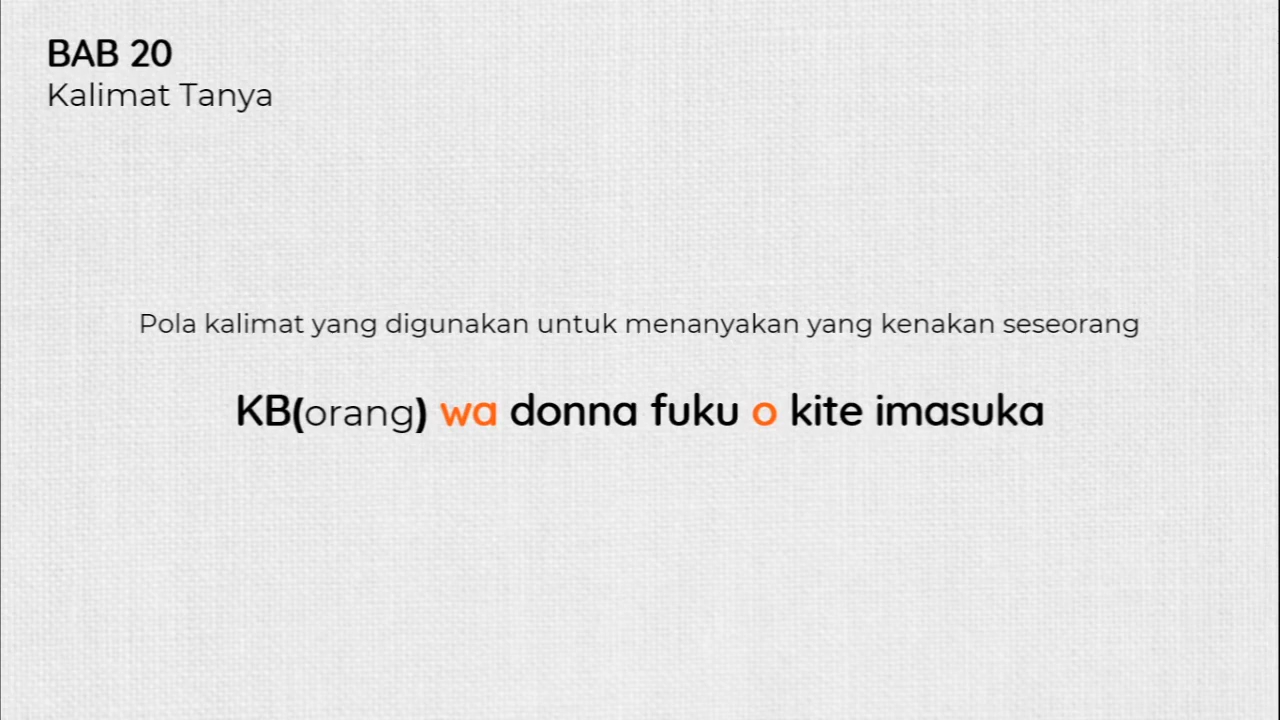 BAB 20
Kalimat Tanya
Pola kalimat yang digunakan untuk menanyakan yang kenakan seseorang
KB(orang) wa donna fuku o kite imasuka